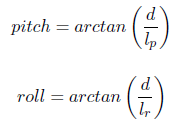 pitch = arctan(d/l_p)
roll = arctan(d/l_r)